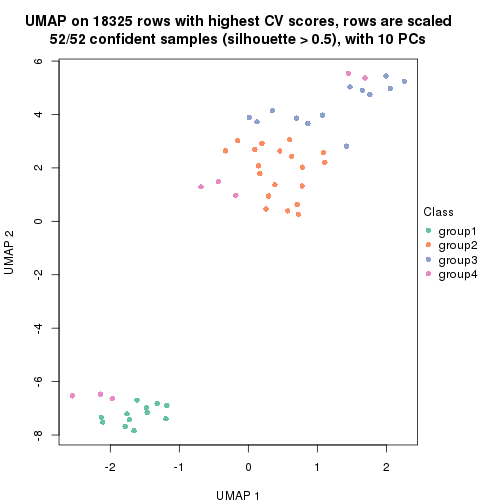 UMAP on 18325 rows with highest CV scores, rows are scaled
52/52 confident samples (silhouette > 0.5), with 10 PCs
6
4
2
0
-2
-4
-6
-8
UMAP 2
-2
-1
0
1
2
UMAP 1
Class
group1
group2
group3
group4